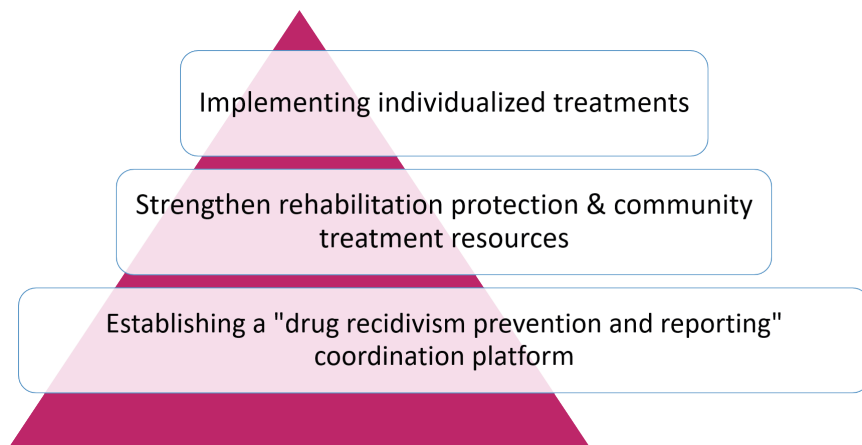 Implementing individualized treatments
Strengthen rehabilitation protection & community
treatment resources
Establishing a "drug recidivism prevention and reporting"
coordination platform